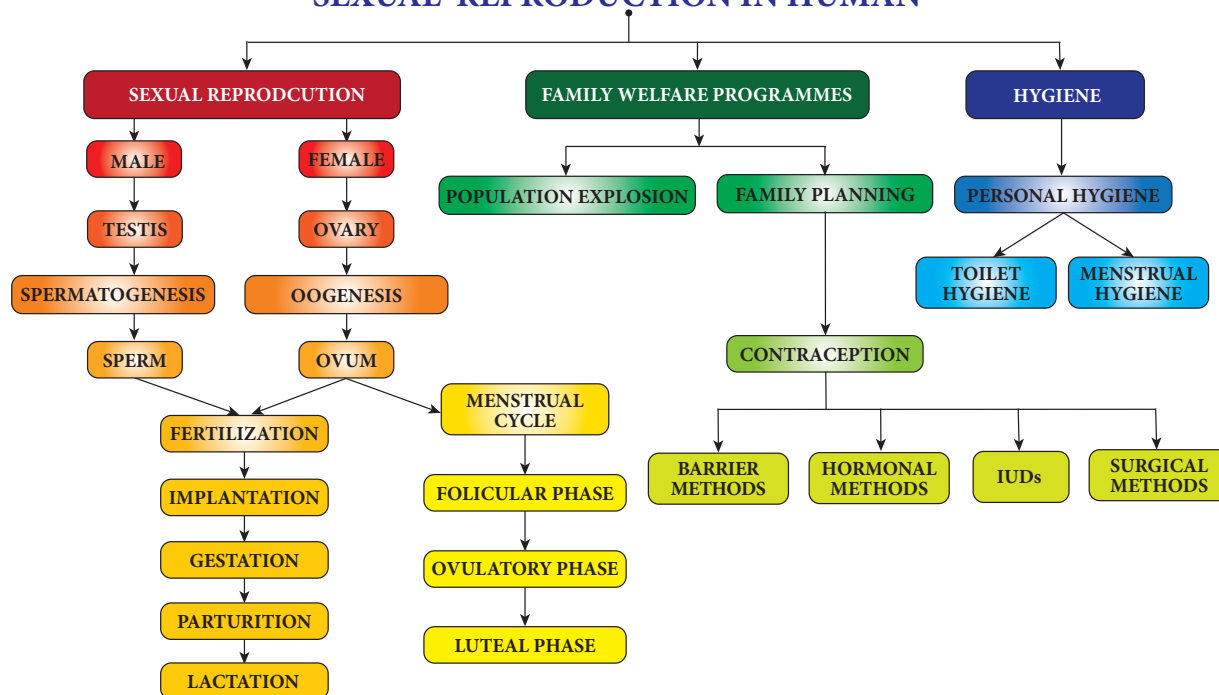 SEXUAL REPRODUCTION IN HUMAN
SEXUAL REPRODCUTION
FAMILY WELFARE PROGRAMMES
HYGIENE
MALE
FEMALE
POPULATION EXPLOSION
FAMILY PLANNING
PERSONAL HYGIENE
TESTIS
OVARY
TOILET
HYGIENE
MENSTRUAL
HYGIENE
SPERMATOGENESIS
OOGENESIS
SPERM
OVUM
CONTRACEPTION
MENSTRUAL
CYCLE
FERTILIZATION
BARRIER
METHODS
HORMONAL
METHODS
IUDs
SURGICAL
METHODS
IMPLANTATION
FOLICULAR PHASE
GESTATION
OVULATORY PHASE
PARTURITION
LUTEAL PHASE
LACTATION